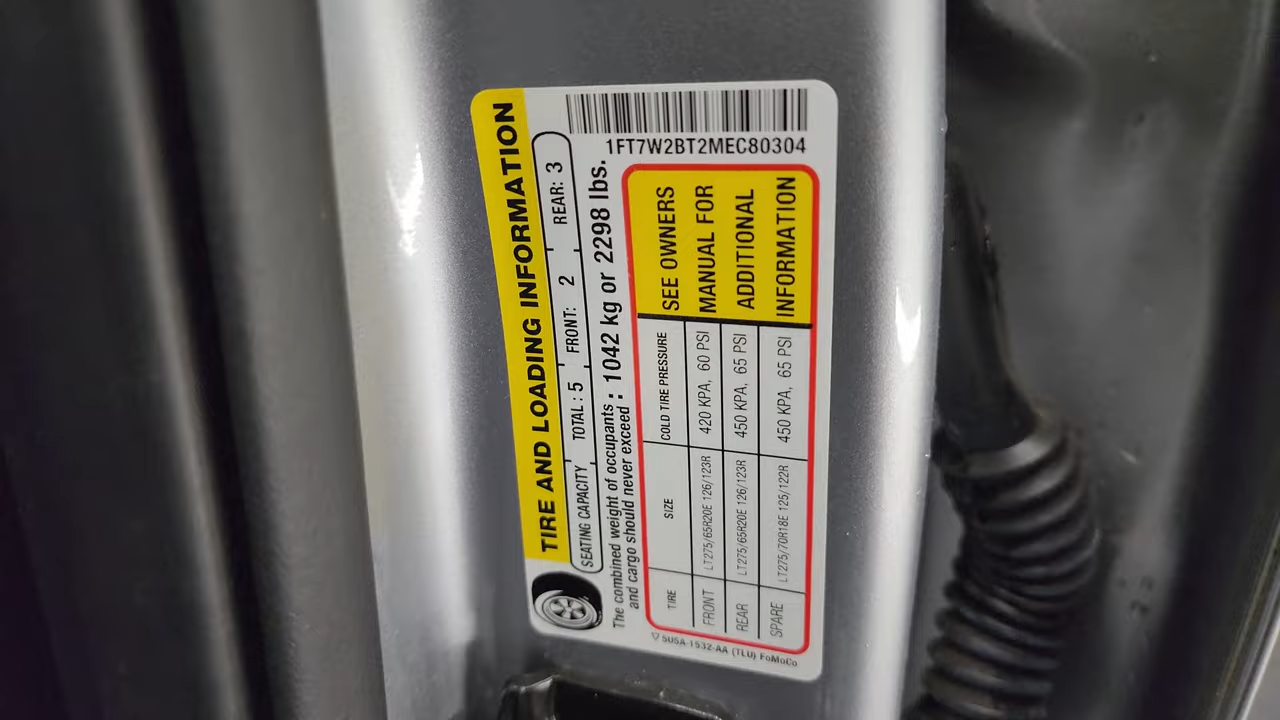 1FT7W2BT2MEC80304
TIRE AND LOADING INFORMATION
SEATING CAPACITY TOTAL : 5 FRONT: 2 REAR: 3
The combined weight of occupants
and cargo should never exceed : 1042 kg or 2298 lbs.
TIRE SIZE COLD TIRE PRESSURE
FRONT LT275/65R20E 126/123R 420 KPA, 60 PSI
REAR LT275/65R20E 126/123R 450 KPA, 65 PSI
SPARE LT275/70R18E 125/122R 450 KPA, 65 PSI
SEE OWNERS
MANUAL FOR
ADDITIONAL
INFORMATION
5U5A-1532-AA (TLU) FoMoCo